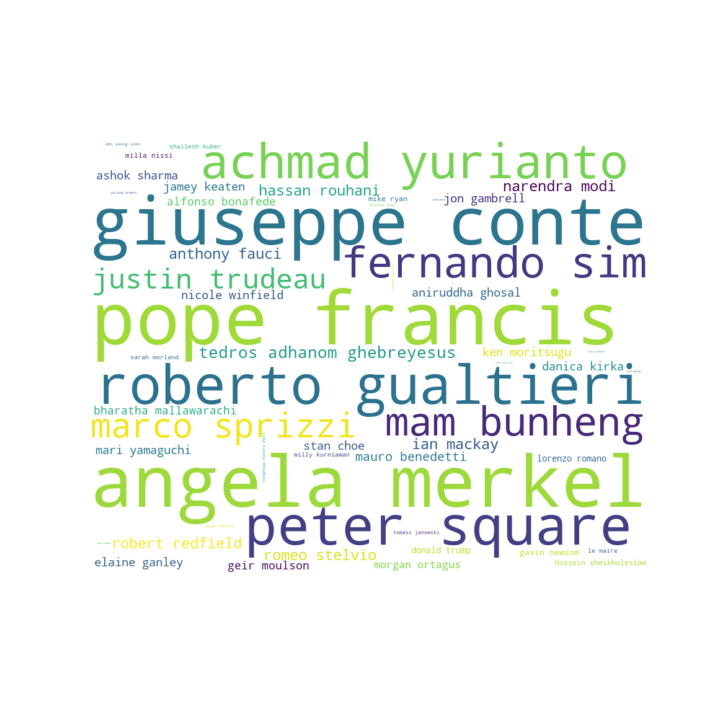 ahn young-joon
shailesh kuber
milla nissi
achmad yurianto
ashok sharma
jamey keaten
hassan rouhani
narendra modi
alfonso bonafede
mike ryan
jon gambrell
giuseppe conte
anthony fauci
fernando sim
justin trudeau
nicole winfield
aniruddha ghosal
pope francis
tedros adhanom ghebreyesus
ken moritsugu
sarah morland
danica kirka
roberto gualtieri
bharatha mallawarachi
marco sprizzi
mam bunheng
stan choe
ian mackay
mari yamaguchi
willy kurniawan
mauro benedetti
lorenzo romano
angela merkel
peter square
tomasz janowski
robert redfield
romeo stelvio
donald trump
gavin newsom
le maire
elaine ganley
geir moulson
morgan ortagus
hossein sheikholeslam